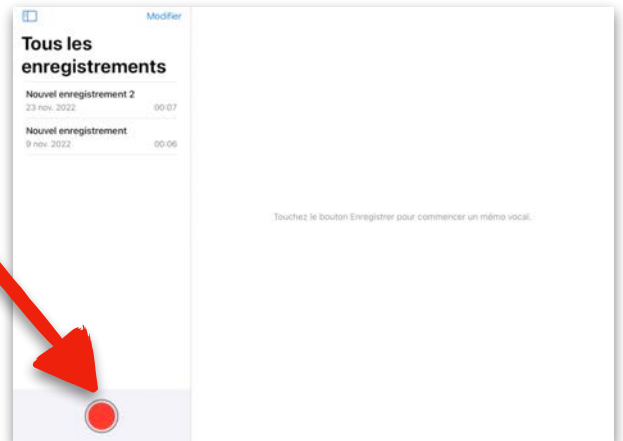 Modifier
Tous les
enregistrements
Nouvel enregistrement 2
23 nov. 2022 00:07
Nouvel enregistrement
9 nov. 2022 00:06
Touchez le bouton Enregistrer pour commencer un mémo vocal.